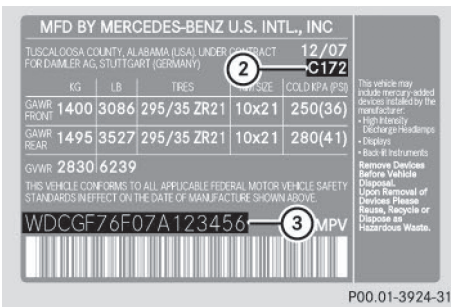 MFD BY MERCEDES-BENZ U.S. INTL., INC
TUSCALOOSA COUNTY, ALABAMA (USA). UNDER CONTRACT
FOR DAIMLER AG, STUTTGART (GERMANY)
12/07
2
C172
KG LB TIRES SIZE COLD KPA (PSI)
GAWR FRONT 1400 3086 295/35 ZR21 10x21 250(36)
GAWR REAR 1495 3527 295/35 ZR21 10x21 280(41)
GVWR 2830 6239
THIS VEHICLE CONFORMS TO ALL APPLICABLE FEDERAL MOTOR VEHICLE SAFETY
STANDARDS IN EFFECT ON THE DATE OF MANUFACTURE SHOWN ABOVE.
WDCGF76F07A123456 3 MPV
This vehicle may
include mercury-added
devices installed by the
manufacturer:
• High Intensity
Discharge Headlamps
• Displays
• Back-lit Instruments
Remove Devices
Before Vehicle
Disposal.
Upon Removal of
Devices Please
Reuse, Recycle or
Dispose as
Hazardous Waste.
P00.01-3924-31